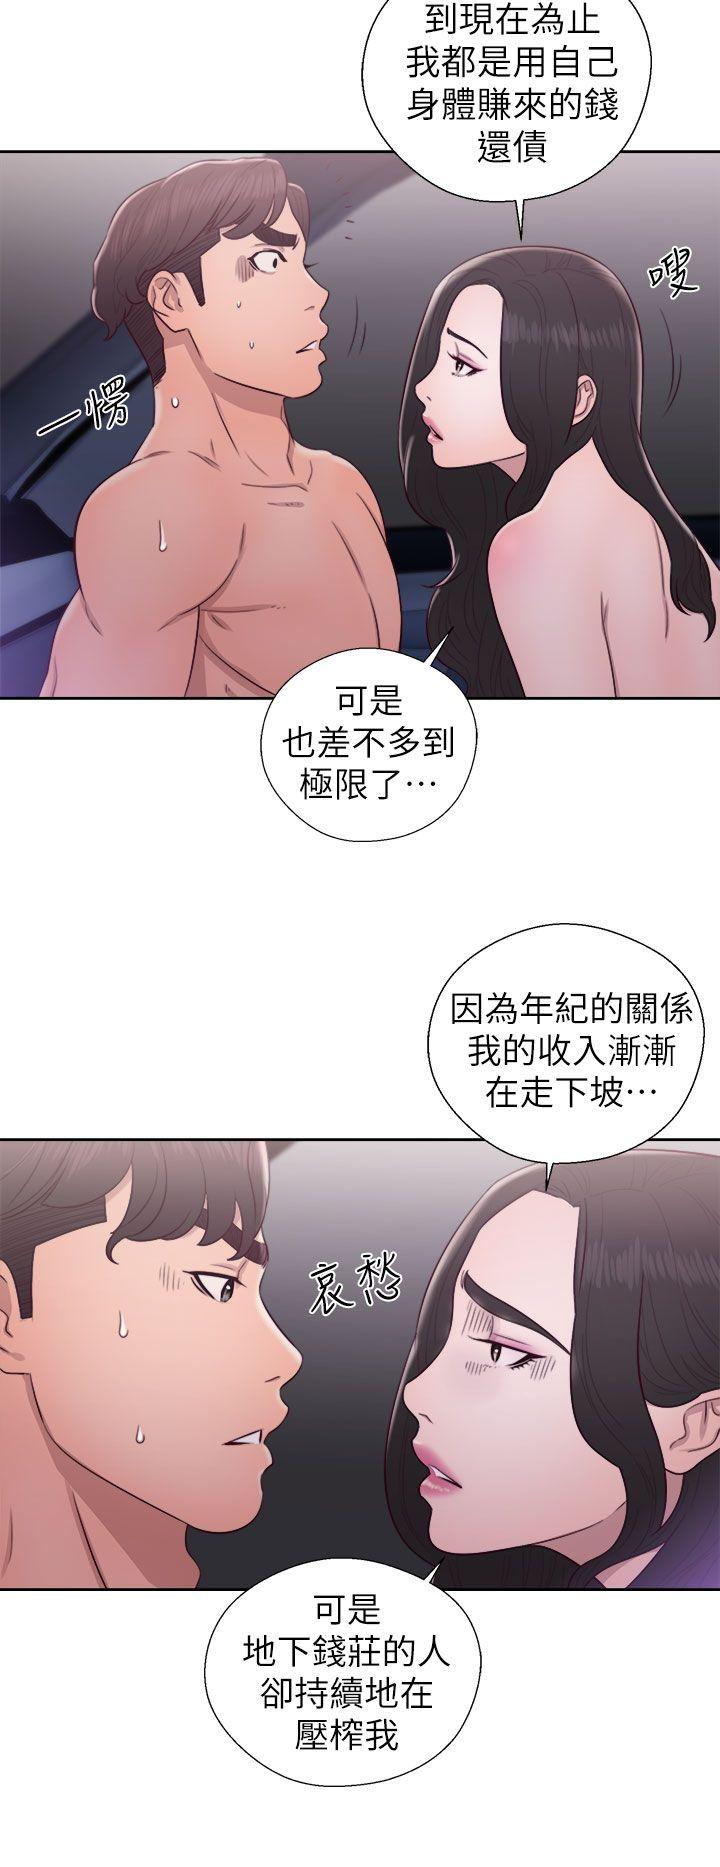 到現在為止
我都是用自己
身體賺來的錢
還債
嗖
一愣
可是
也差不多到
極限了⋯
因為年紀的關係
我的收入漸漸
在走下坡⋯
哀愁
可是
地下錢莊的人
卻持續地在
壓榨我